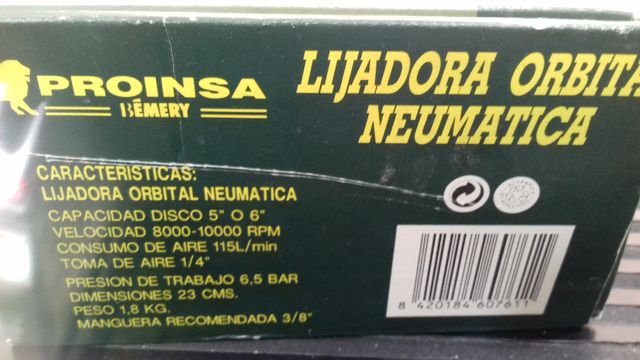 PROINSA
BÉMERY
LIJADORA ORBITA
NEUMATICA
CARACTERISTICAS:
LIJADORA ORBITAL NEUMATICA
CAPACIDAD DISCO 5" O 6"
VELOCIDAD 8000-10000 RPM
CONSUMO DE AIRE 115L/min
TOMA DE AIRE 1/4"
PRESION DE TRABAJO 6,5 BAR
DIMENSIONES 23 CMS.
PESO 1,8 KG.
MANGUERA RECOMENDADA 3/8"
8 420184 607611